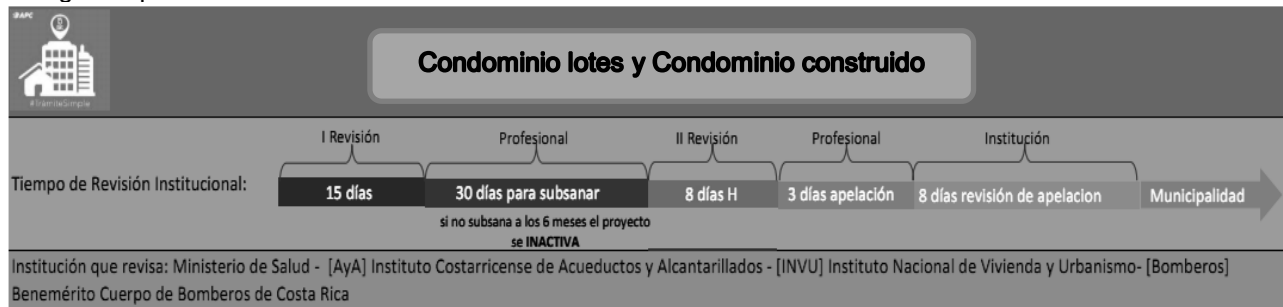 APC
#TrámiteSimple
Condominio lotes y Condominio construido
I Revisión
Profesional
II Revisión
Profesional
Institución
Tiempo de Revisión Institucional:
15 días
30 días para subsanar
8 días H
3 días apelación
8 días revisión de apelacion
Municipalidad
si no subsana a los 6 meses el proyecto
se INACTIVA
Institución que revisa: Ministerio de Salud - [AyA] Instituto Costarricense de Acueductos y Alcantarillados - [INVU] Instituto Nacional de Vivienda y Urbanismo- [Bomberos]
Benemérito Cuerpo de Bomberos de Costa Rica